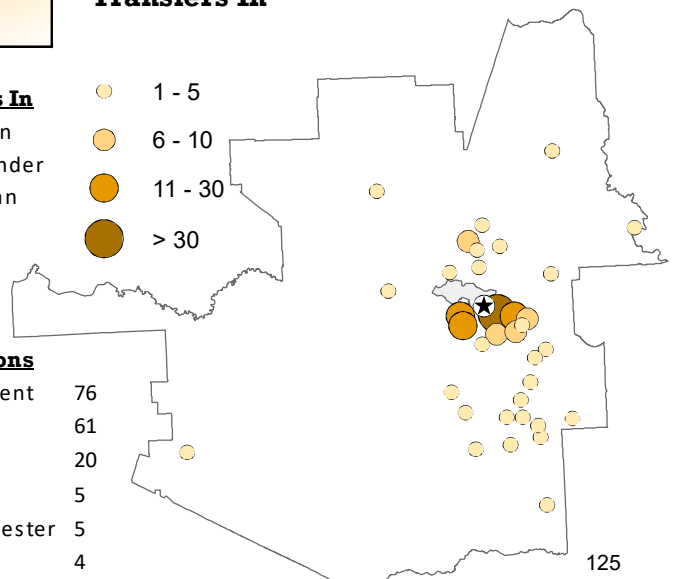 Transfers In
s In
n
nder
nn
1 - 5
6 - 10
11 - 30
> 30
ons
ent 76
61
20
5
ester 5
4
125